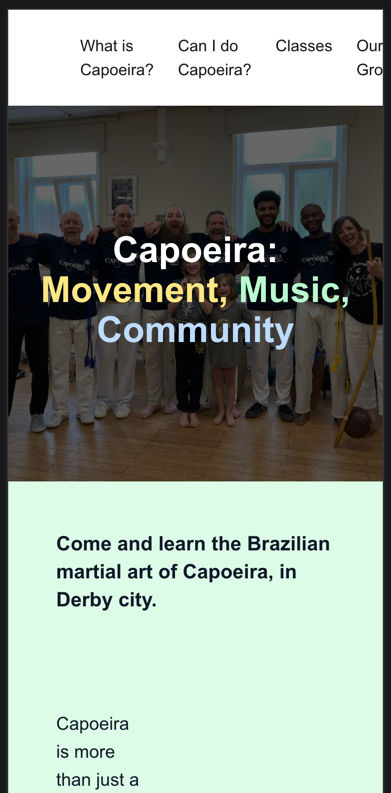 What is Capoeira?
Can I do Capoeira?
Classes
Our Gro
Capoeira:
Movement, Music,
Community
Come and learn the Brazilian
martial art of Capoeira, in
Derby city.
Capoeira
is more
than just a